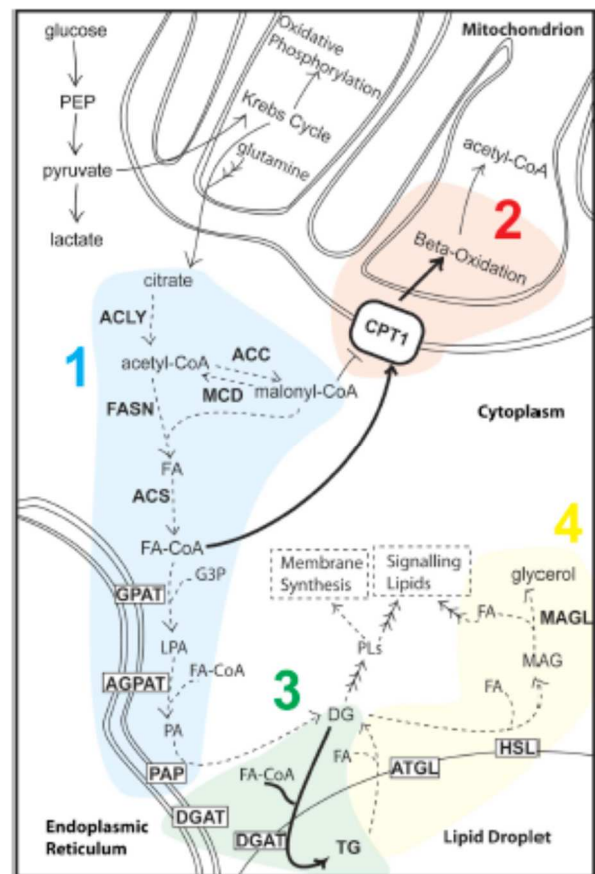 glucose
PEP
pyruvate
lactate
Oxidative
Phosphorylation
Krebs Cycle
glutamine
Mitochondrion
acetyl-CoA
2
Beta-Oxidation
CPT1
citrate
ACLY
1
acetyl-CoA
ACC
MCD
malonyl-CoA
FASN
Cytoplasm
FA
ACS
FA-CoA
GPAT
G3P
LPA
AGPAT
FA-CoA
PA
PAP
Membrane
Synthesis
Signalling
Lipids
4
glycerol
FA
MAGL
PLs
MAG
FA
3
DG
HSL
FA
ATGL
FA-CoA
DGAT
DGAT
TG
Endoplasmic
Reticulum
Lipid Droplet